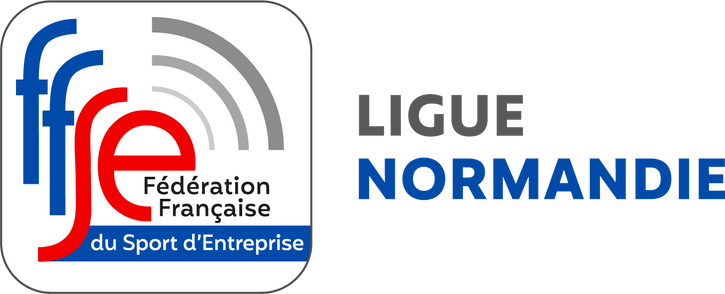 ffse
Fédération
Française
du Sport d'Entreprise
LIGUE
NORMANDIE